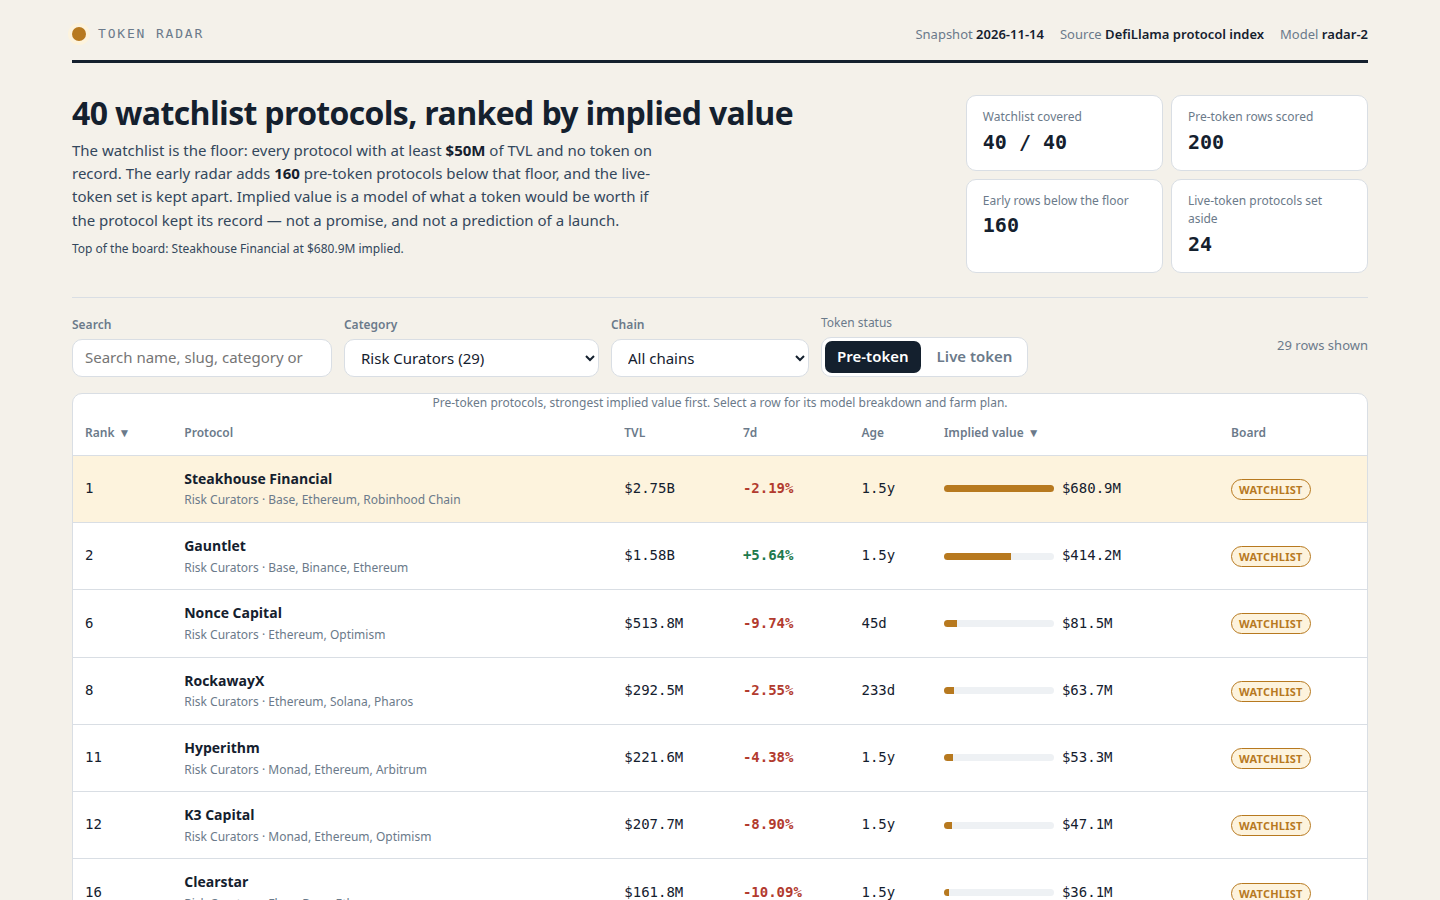 TOKEN RADAR
Snapshot 2026-11-14 Source DefiLlama protocol index Model radar-2
40 watchlist protocols, ranked by implied value
The watchlist is the floor: every protocol with at least $50M of TVL and no token on
record. The early radar adds 160 pre-token protocols below that floor, and the live-
token set is kept apart. Implied value is a model of what a token would be worth if
the protocol kept its record — not a promise, and not a prediction of a launch.
Top of the board: Steakhouse Financial at $680.9M implied.
Watchlist covered
40 / 40
Pre-token rows scored
200
Early rows below the floor
160
Live-token protocols set
aside
24
Search
Search name, slug, category or
Category
Risk Curators (29)
Chain
All chains
Token status
Pre-token Live token
29 rows shown
Pre-token protocols, strongest implied value first. Select a row for its model breakdown and farm plan.
Rank ▼ Protocol TVL 7d Age Implied value ▼ Board
1 Steakhouse Financial $2.75B -2.19% 1.5y $680.9M WATCHLIST
Risk Curators · Base, Ethereum, Robinhood Chain
2 Gauntlet $1.58B +5.64% 1.5y $414.2M WATCHLIST
Risk Curators · Base, Binance, Ethereum
6 Nonce Capital $513.8M -9.74% 45d $81.5M WATCHLIST
Risk Curators · Ethereum, Optimism
8 RockawayX $292.5M -2.55% 233d $63.7M WATCHLIST
Risk Curators · Ethereum, Solana, Pharos
11 Hyperithm $221.6M -4.38% 1.5y $53.3M WATCHLIST
Risk Curators · Monad, Ethereum, Arbitrum
12 K3 Capital $207.7M -8.90% 1.5y $47.1M WATCHLIST
Risk Curators · Monad, Ethereum, Optimism
16 Clearstar $161.8M -10.09% 1.5y $36.1M WATCHLIST